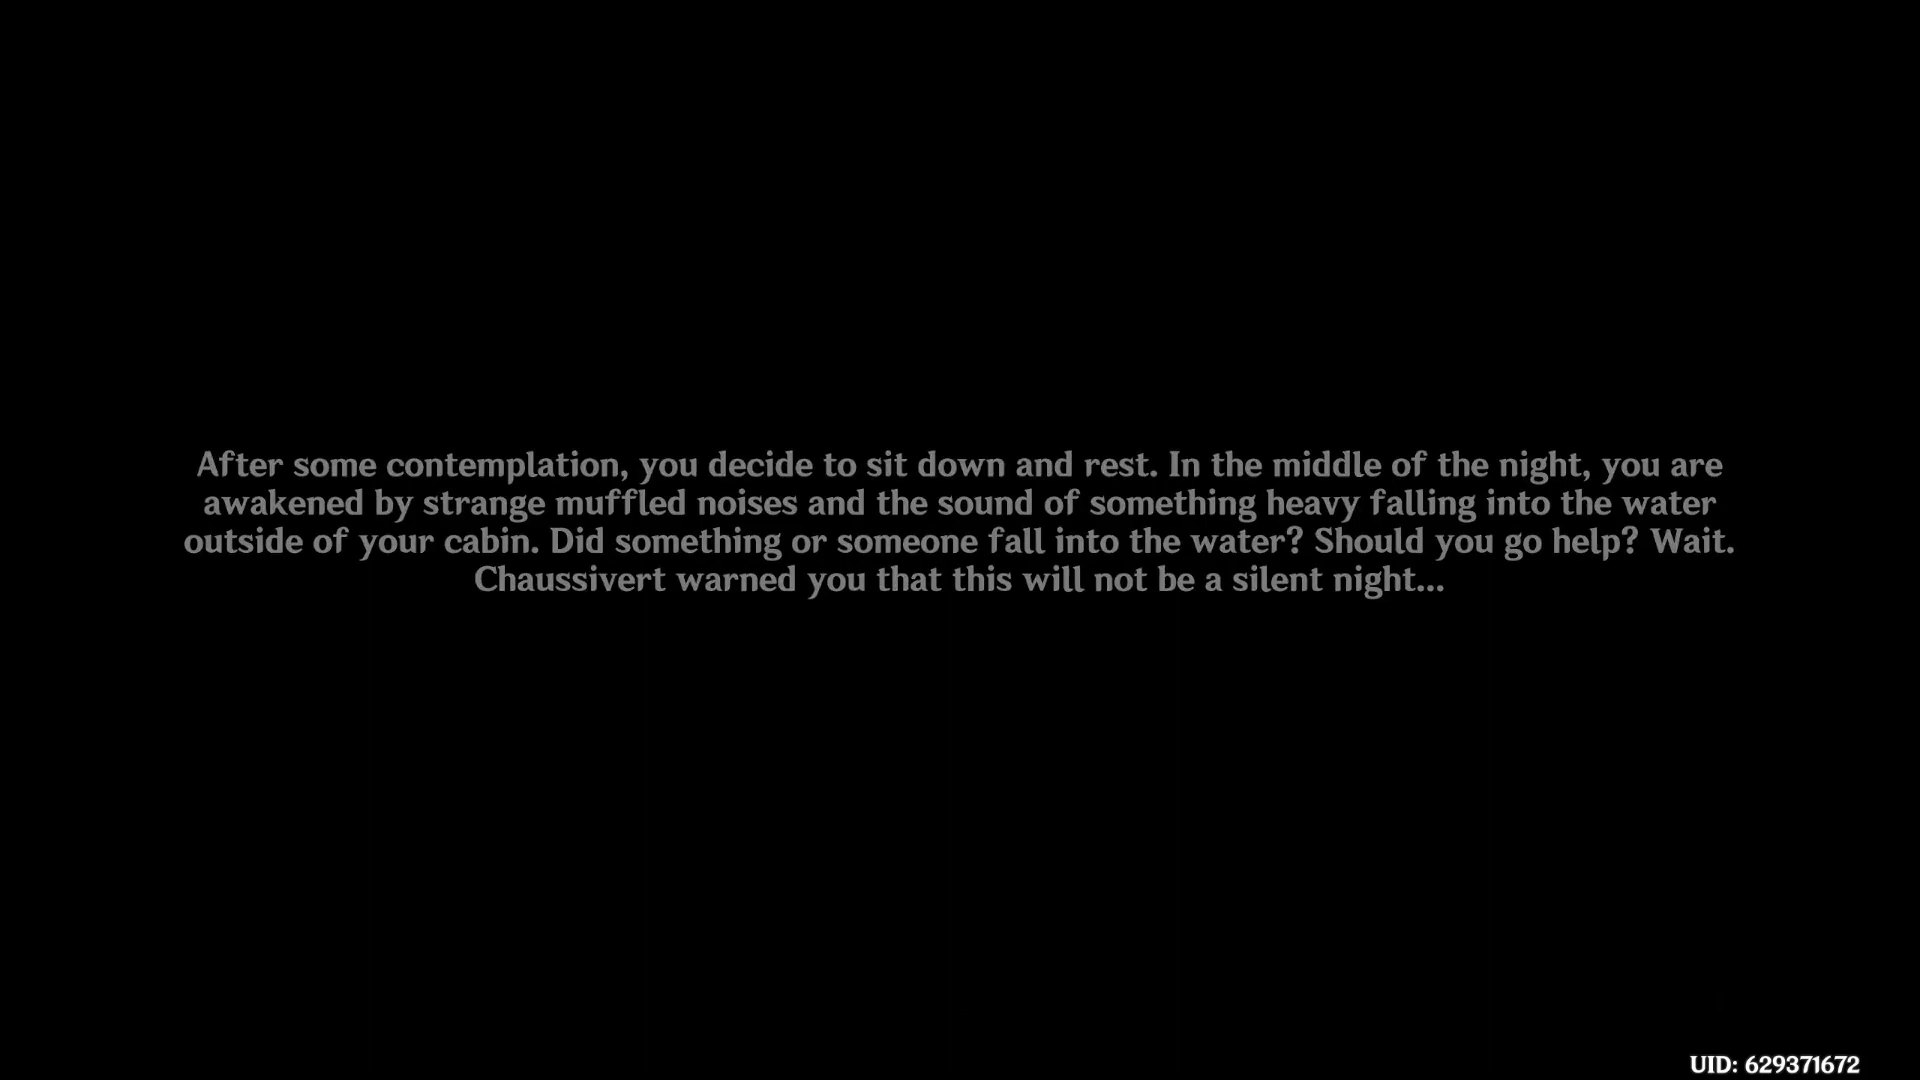 After some contemplation, you decide to sit down and rest. In the middle of the night, you are
awakened by strange muffled noises and the sound of something heavy falling into the water
outside of your cabin. Did something or someone fall into the water? Should you go help? Wait.
Chaussivert warned you that this will not be a silent night...
UID: 629371672